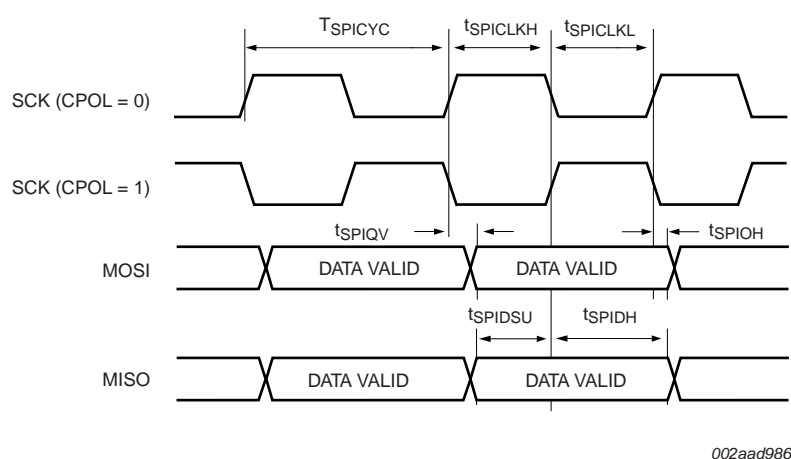 TSPICYC tSPICLKH tSPICLKL
SCK (CPOL = 0)
SCK (CPOL = 1)
tSPIQV tSPIOH
MOSI DATA VALID DATA VALID
tSPIDSU tSPIDH
MISO DATA VALID DATA VALID
002aad986